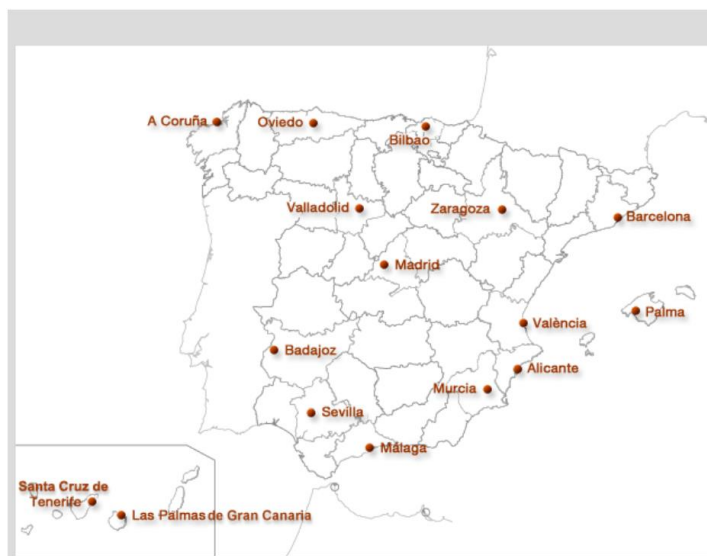 A Coruña
Oviedo
Bilbao
Valladolid
Zaragoza
Barcelona
Madrid
Palma
València
Badajoz
Alicante
Murcia
Sevilla
Málaga
Santa Cruz de
Tenerife
Las Palmas de Gran Canaria